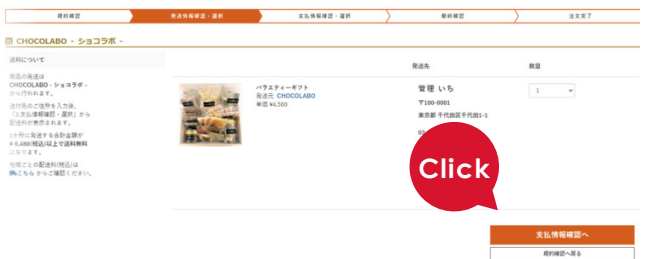 規約確認
発送情報確認・選択
支払情報確認・選択
最終確認
注文完了
CHOCOLABO - ショコラボ -
送料について
商品の発送は
CHOCOLABO - ショコラボ -
から行われます。
送付先のご住所を入力後、
「3.支払情報確認・選択」から
配送料が表示されます。
1か所に発送する合計金額が
¥ 6,480(税込)以上で送料無料
になります。
地域ごとの配送料(税込)は
こちら からご確認ください。
発送先
数量
バラエティーギフト
発送元 CHOCOLABO
単価 ¥4,500
管理 いち
〒100-0001
東京都 千代田区千代田1-1
1
Click
支払情報確認へ
規約確認へ戻る